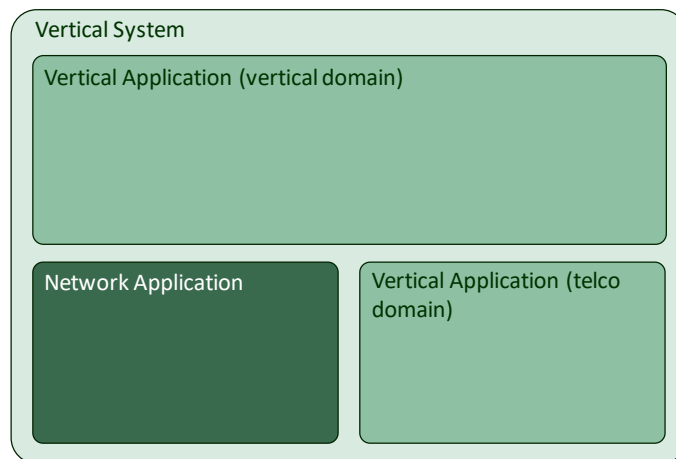 Vertical System
Vertical Application (vertical domain)
Network Application
Vertical Application (telco
domain)